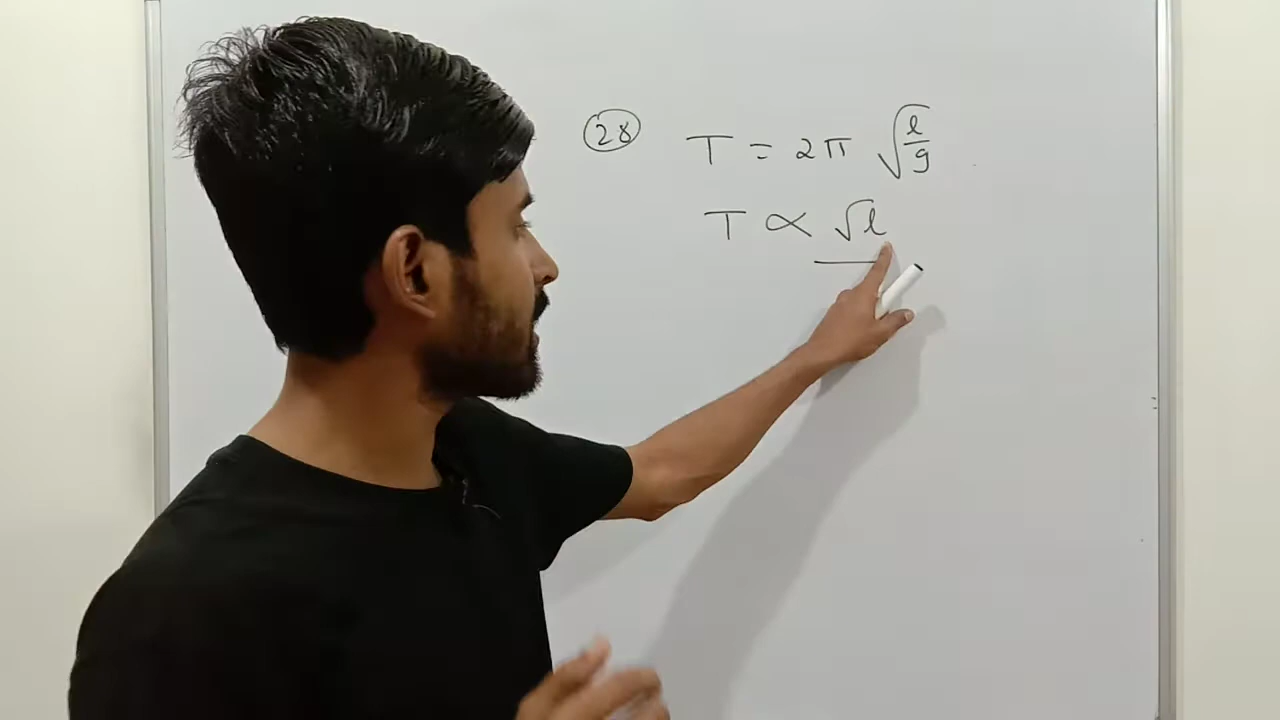 (28) T = 2π √(l/g)
T ∝ √l